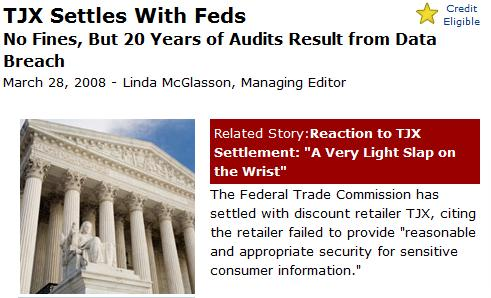 TJX Settles With Feds
Credit
Eligible
No Fines, But 20 Years of Audits Result from Data
Breach
March 28, 2008 - Linda McGlasson, Managing Editor
Related Story:Reaction to TJX
Settlement: "A Very Light Slap on
the Wrist"
The Federal Trade Commission has
settled with discount retailer TJX, citing
the retailer failed to provide "reasonable
and appropriate security for sensitive
consumer information."